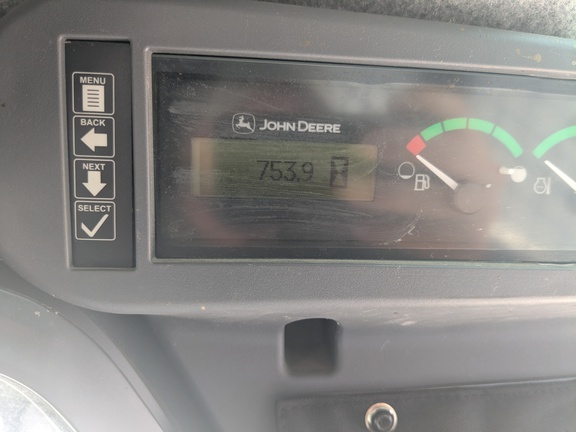 MENU
BACK
NEXT
SELECT
JOHN DEERE
753.9